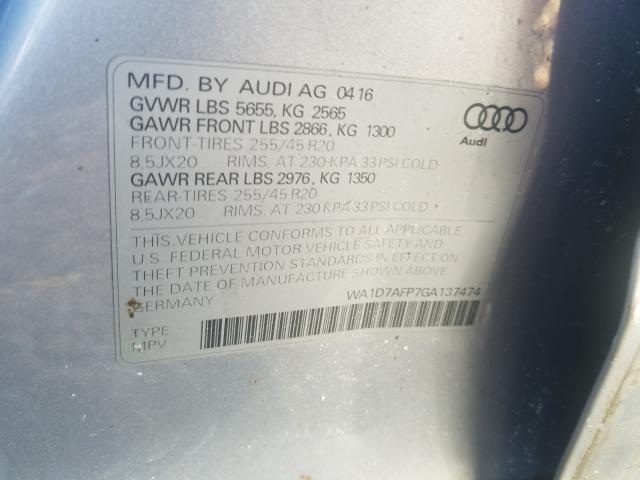 MFD. BY AUDI AG 0416
GVWR LBS 5655, KG 2565
GAWR FRONT LBS 2866, KG 1300
FRONT-TIRES 255/45 R20
8,5JX20 RIMS, AT 230 KPA 33 PSI COLD
GAWR REAR LBS 2976, KG 1350
REAR-TIRES 255/45 R20
8,5JX20 RIMS, AT 230 KPA 33 PSI COLD
Audi
THIS VEHICLE CONFORMS TO ALL APPLICABLE
U.S. FEDERAL MOTOR VEHICLE SAFETY AND
THEFT PREVENTION STANDARDS IN EFFECT ON
THE DATE OF MANUFACTURE SHOWN ABOVE.
GERMANY
WA1D7AFP7GA137474
TYPE
MPV